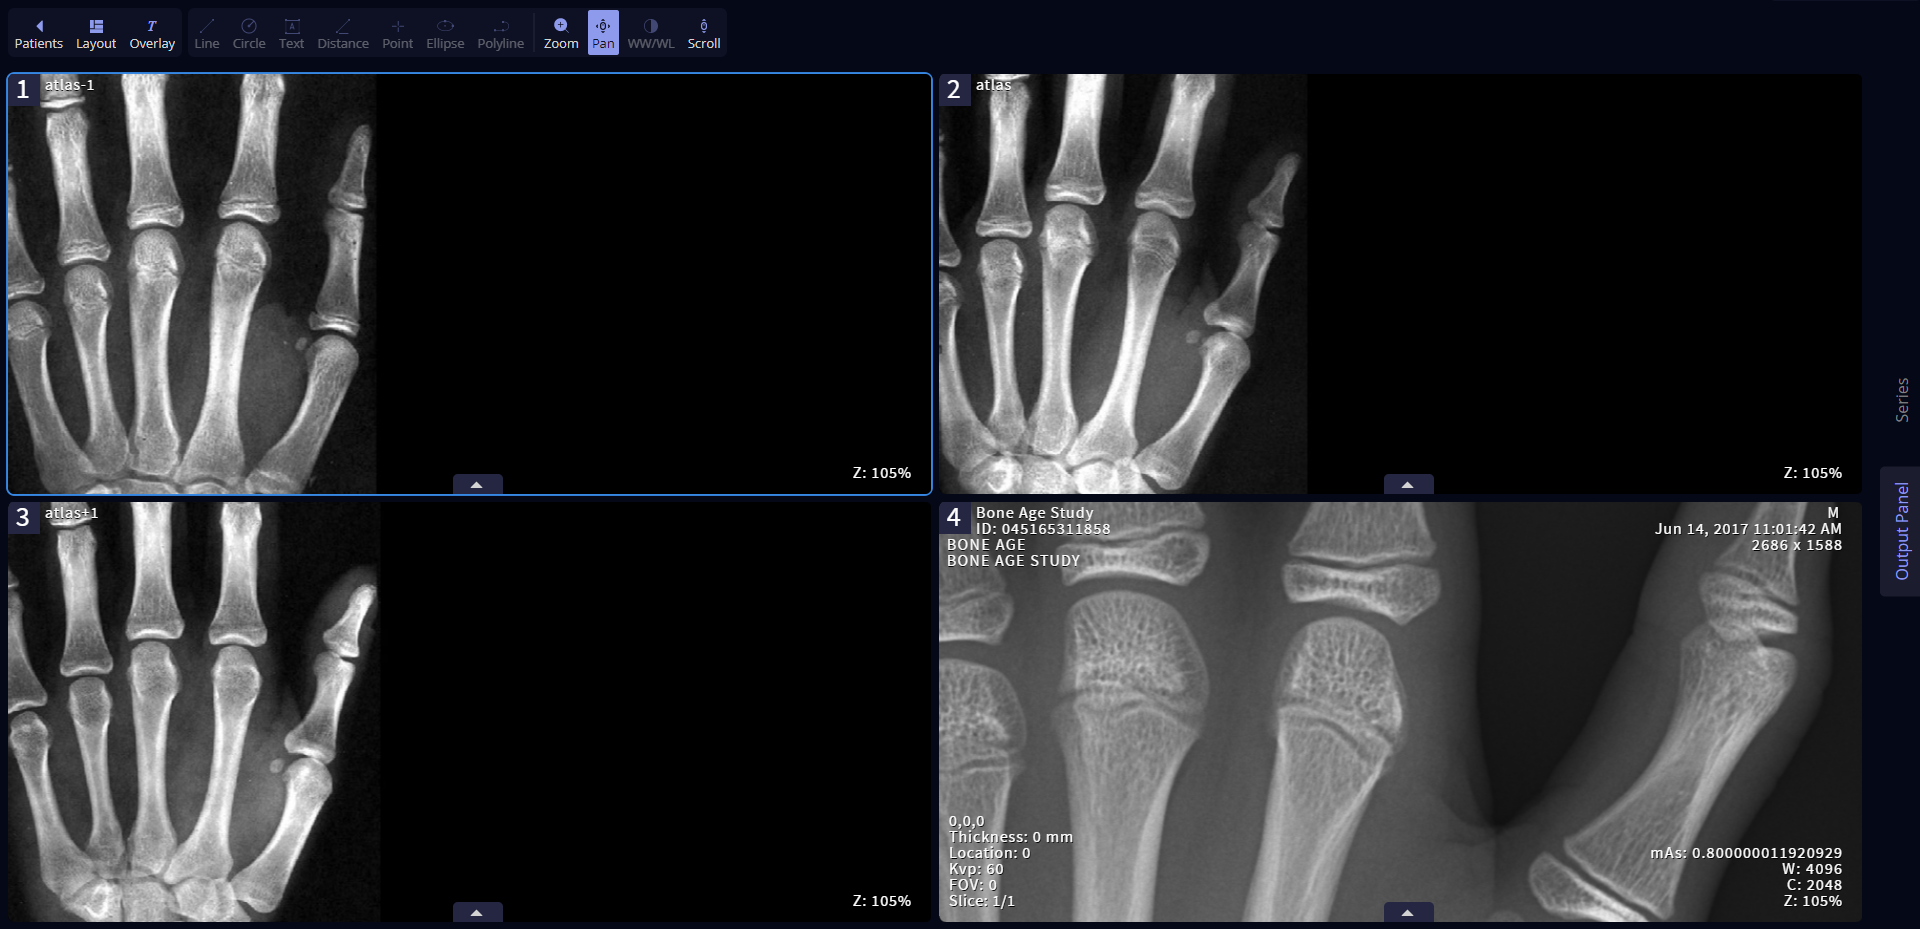 Patients Layout Overlay Line Circle Text Distance Point Ellipse Polyline Zoom Pan WW/WL Scroll
1 atlas-1
Z: 105%
2 atlas
Z: 105%
3 atlas+1
Z: 105%
4 Bone Age Study
ID: 045165311858
BONE AGE
BONE AGE STUDY
M
Jun 14, 2017 11:01:42 AM
2686 x 1588
0,0,0
Thickness: 0 mm
Location: 0
Kvp: 60
FOV: 0
Slice: 1/1
mAs: 0.800000011920929
W: 4096
C: 2048
Z: 105%
Series
Output Panel